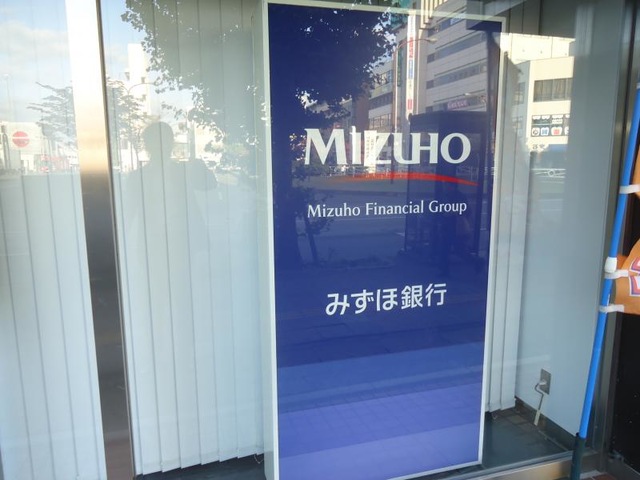 MIZUHO
Mizuho Financial Group
みずほ銀行